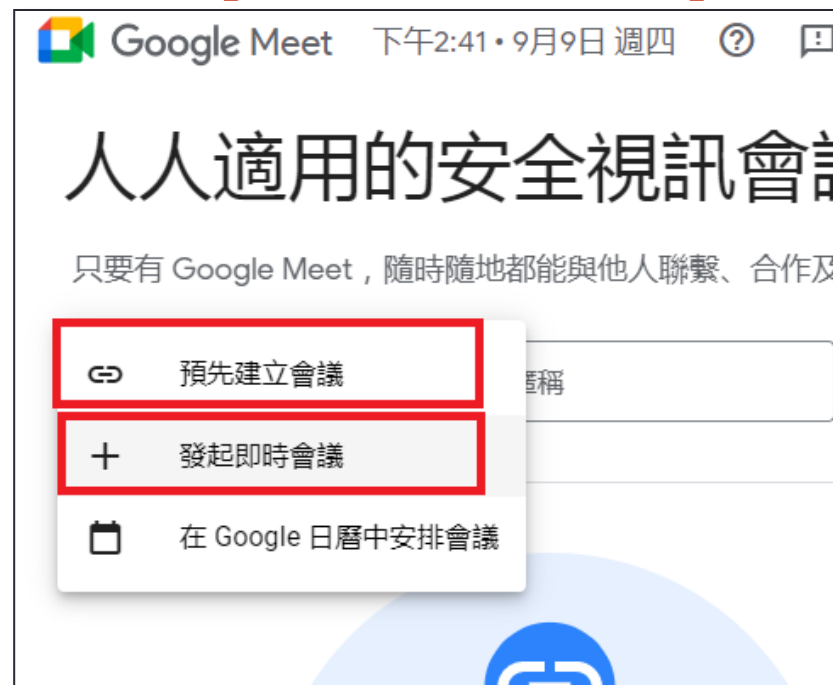 Google Meet 下午2:41 • 9月9日 週四
人人適用的安全視訊會
只要有 Google Meet，隨時隨地都能與他人聯繫、合作及
預先建立會議
暱稱
發起即時會議
在 Google 日曆中安排會議